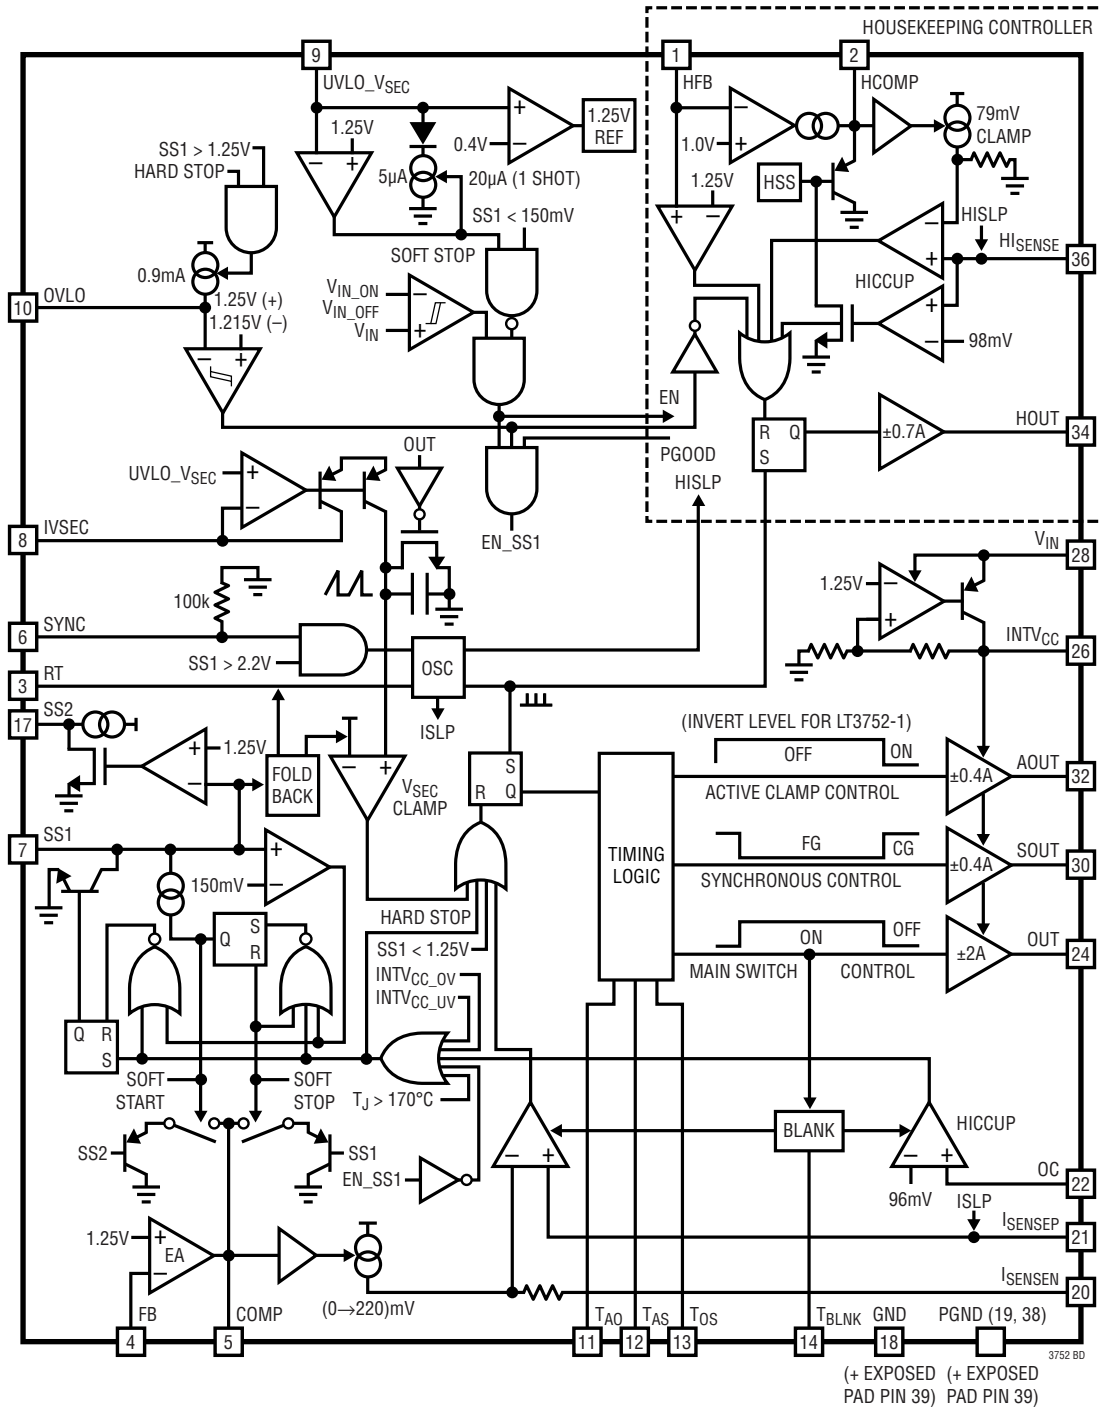 HOUSEKEEPING CONTROLLER
9
1
2
UVLO_VSEC
HFB
HCOMP
1.25V
0.4V
1.25V
REF
1.0V
79mV
CLAMP
SS1 > 1.25V
HARD STOP
5µA
20µA (1 SHOT)
1.25V
HSS
SS1 < 150mV
HISLP
HISENSE
36
SOFT STOP
0.9mA
HICCUP
10
OVLO
1.25V (+)
1.215V (–)
VIN_ON
VIN_OFF
VIN
98mV
EN
HOUT
34
R
Q
S
±0.7A
PGOOD
OUT
UVLO_VSEC
HISLP
8
IVSEC
EN_SS1
VIN
28
1.25V
100k
6
SYNC
INTVCC
26
SS1 > 2.2V
OSC
3
RT
17
SS2
ISLP
(INVERT LEVEL FOR LT3752-1)
1.25V
OFF
ON
FOLD
BACK
VSEC
CLAMP
S
R
Q
±0.4A
AOUT
32
ACTIVE CLAMP CONTROL
7
SS1
TIMING
LOGIC
FG
CG
±0.4A
SOUT
30
150mV
SYNCHRONOUS CONTROL
HARD STOP
Q
S
R
SS1 < 1.25V
ON
OFF
OUT
24
±2A
MAIN SWITCH
CONTROL
INTVCC_OV
INTVCC_UV
Q
R
S
SOFT
START
SOFT
STOP
TJ > 170°C
BLANK
HICCUP
SS2
SS1
EN_SS1
OC
22
96mV
ISLP
ISENSEP
21
1.25V
EA
ISENSEN
20
(0→220)mV
FB
COMP
TAO
TAS
TOS
TBLNK
GND
PGND (19, 38)
4
5
11
12
13
14
18
3752 BD
(+ EXPOSED
PAD PIN 39)
(+ EXPOSED
PAD PIN 39)